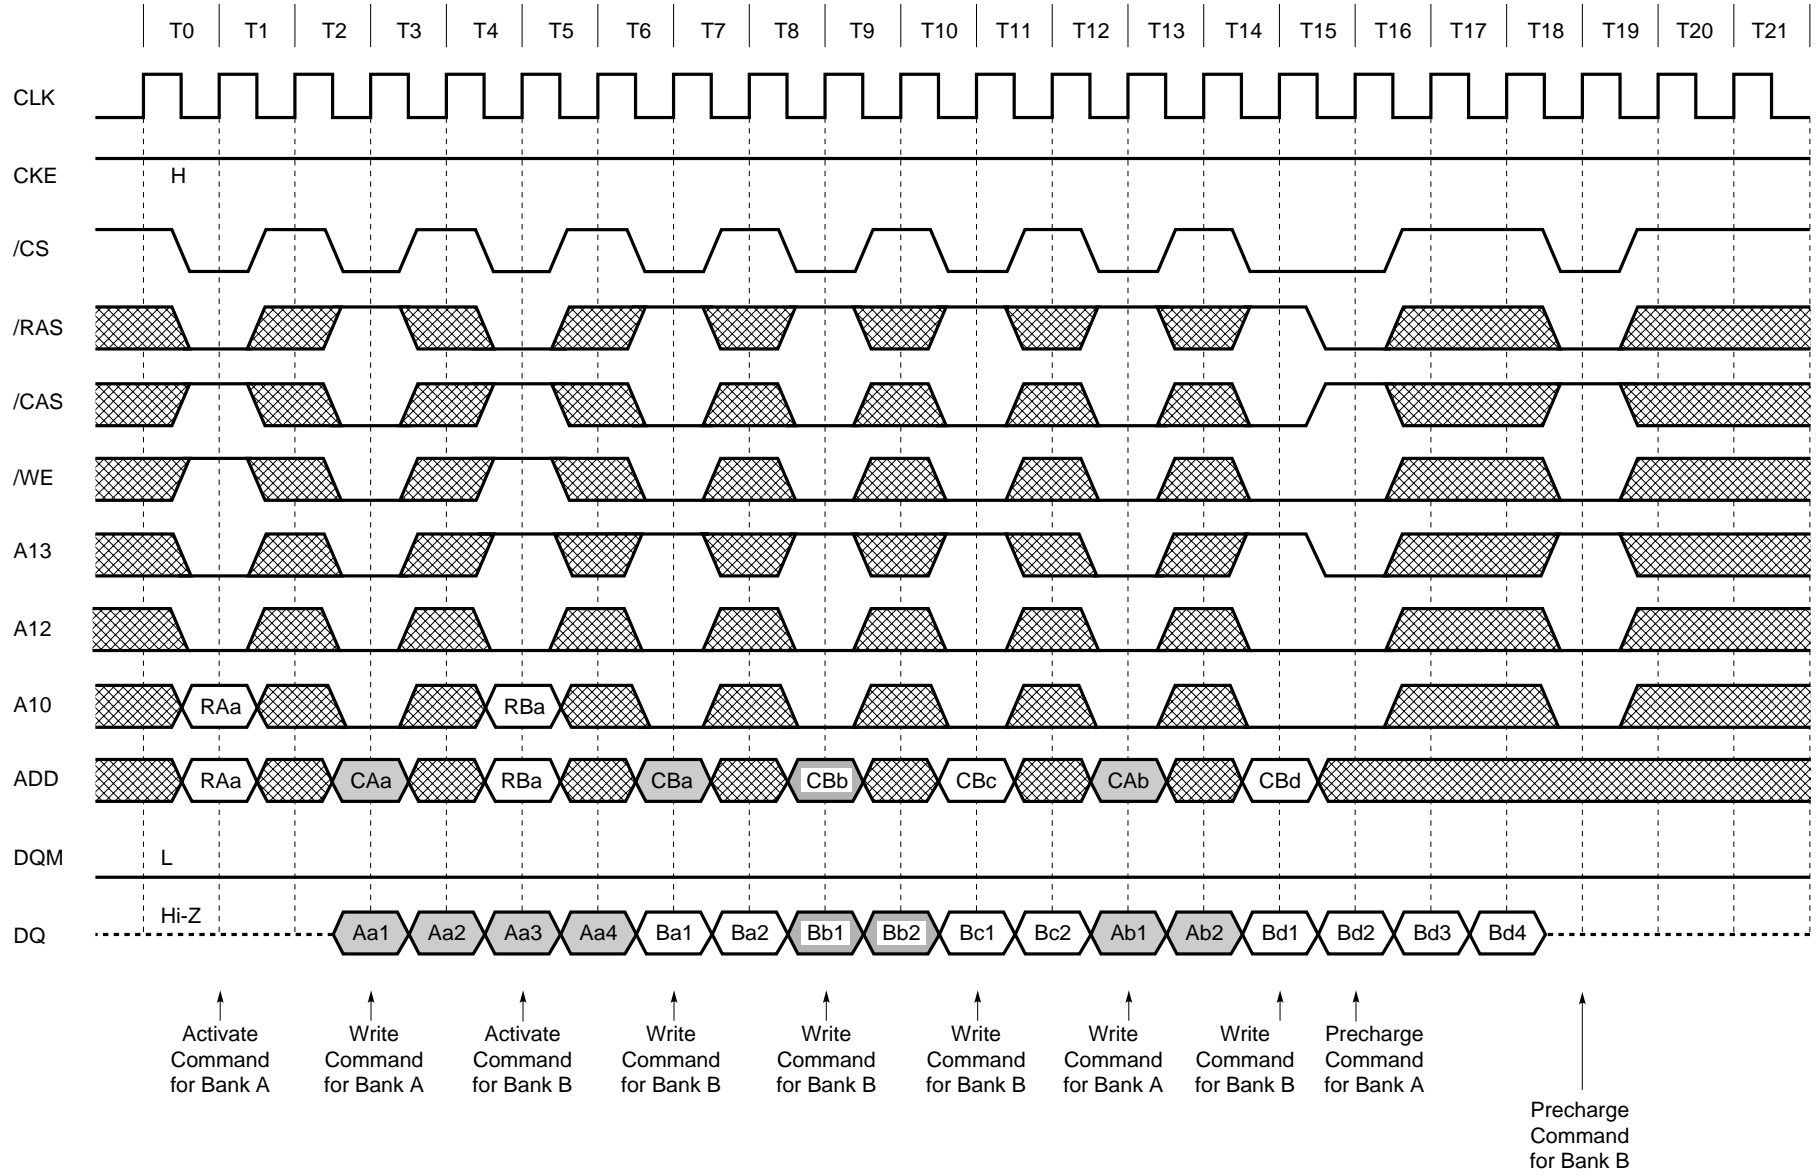 T0 T1 T2 T3 T4 T5 T6 T7 T8 T9 T10 T11 T12 T13 T14 T15 T16 T17 T18 T19 T20 T21
CLK
CKE H
/CS
/RAS
/CAS
/WE
A13
A12
A10 RAa RBa
ADD RAa CAa RBa CBa CBb CBc CAb CBd
DQM L
Hi-Z
DQ Aa1 Aa2 Aa3 Aa4 Ba1 Ba2 Bb1 Bb2 Bc1 Bc2 Ab1 Ab2 Bd1 Bd2 Bd3 Bd4
Activate
Command
for Bank A
Write
Command
for Bank A
Activate
Command
for Bank B
Write
Command
for Bank B
Write
Command
for Bank B
Write
Command
for Bank B
Write
Command
for Bank A
Write
Command
for Bank B
Precharge
Command
for Bank A
Precharge
Command
for Bank B